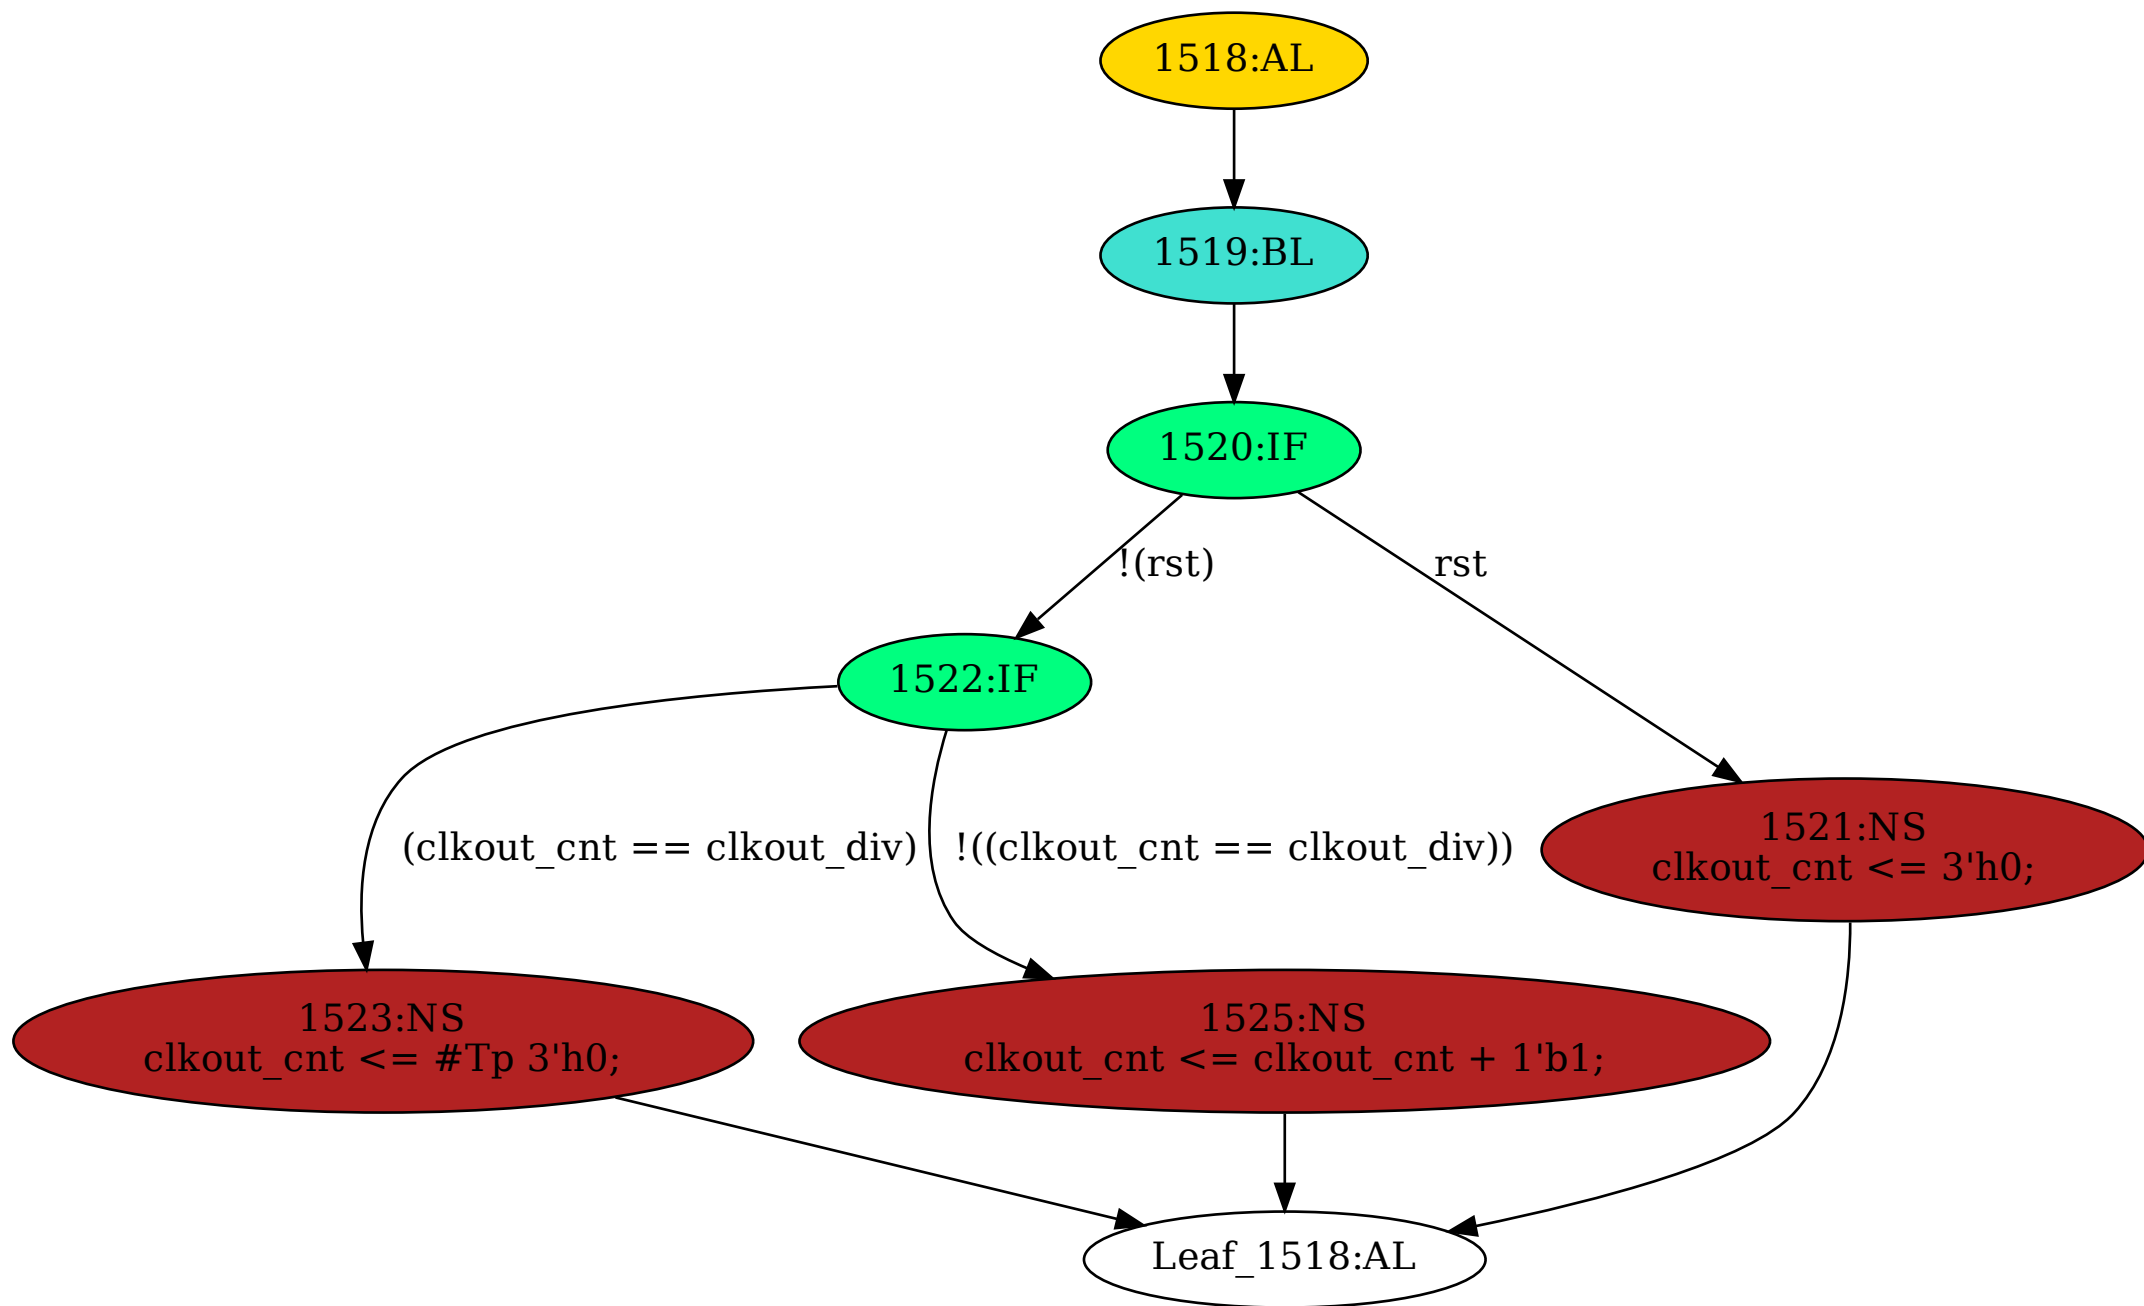 1518:AL
1519:BL
1520:IF
!(rst)
rst
1522:IF
(clkout_cnt == clkout_div)
!((clkout_cnt == clkout_div))
1521:NS
clkout_cnt <= 3'h0;
1523:NS
clkout_cnt <= #Tp 3'h0;
1525:NS
clkout_cnt <= clkout_cnt + 1'b1;
Leaf_1518:AL